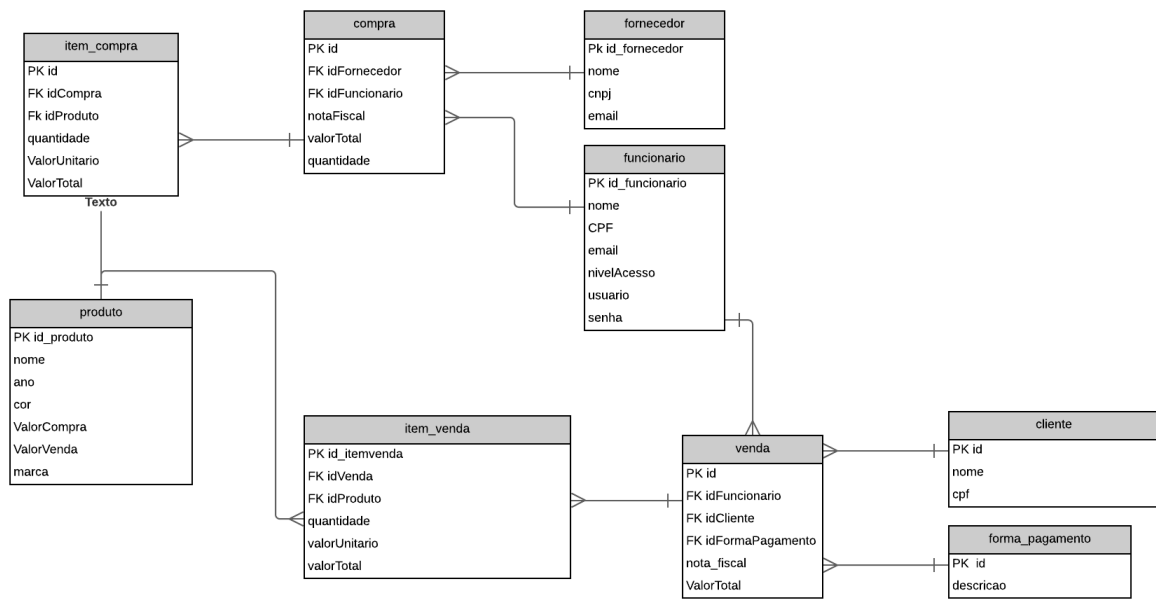 item_compra
PK id
FK idCompra
Fk idProduto
quantidade
ValorUnitario
ValorTotal
Texto
compra
PK id
FK idFornecedor
FK idFuncionario
notaFiscal
valorTotal
quantidade
fornecedor
Pk id_fornecedor
nome
cnpj
email
funcionario
PK id_funcionario
nome
CPF
email
nivelAcesso
usuario
senha
produto
PK id_produto
nome
ano
cor
ValorCompra
ValorVenda
marca
item_venda
PK id_itemvenda
FK idVenda
FK idProduto
quantidade
valorUnitario
valorTotal
venda
PK id
FK idFuncionario
FK idCliente
FK idFormaPagamento
nota_fiscal
ValorTotal
cliente
PK id
nome
cpf
forma_pagamento
PK id
descricao